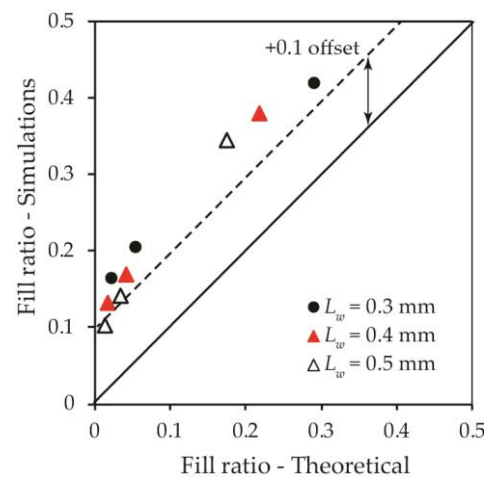 0.5
0.4
0.3
0.2
0.1
0
Fill ratio - Simulations
+0.1 offset
L_w = 0.3 mm
L_w = 0.4 mm
L_w = 0.5 mm
0 0.1 0.2 0.3 0.4 0.5
Fill ratio - Theoretical